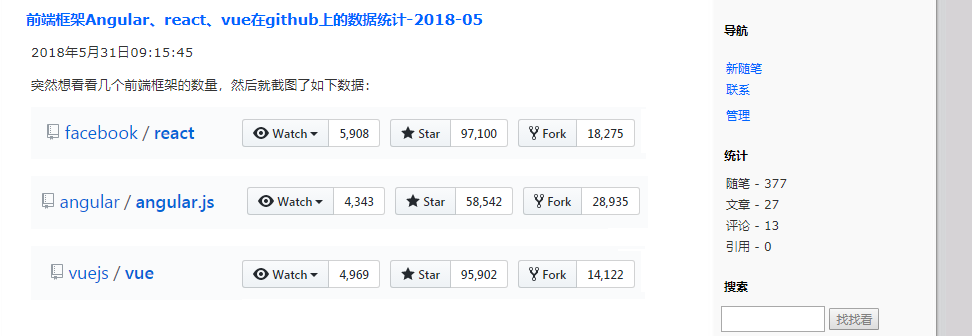 前端框架Angular、react、vue在github上的数据统计-2018-05
2018年5月31日09:15:45
突然想看看几个前端框架的数量，然后就截图了如下数据：
facebook / react Watch 5,908 Star 97,100 Fork 18,275
angular / angular.js Watch 4,343 Star 58,542 Fork 28,935
vuejs / vue Watch 4,969 Star 95,902 Fork 14,122
导航
新随笔
联系
管理
统计
随笔 - 377
文章 - 27
评论 - 13
引用 - 0
搜索
找找看